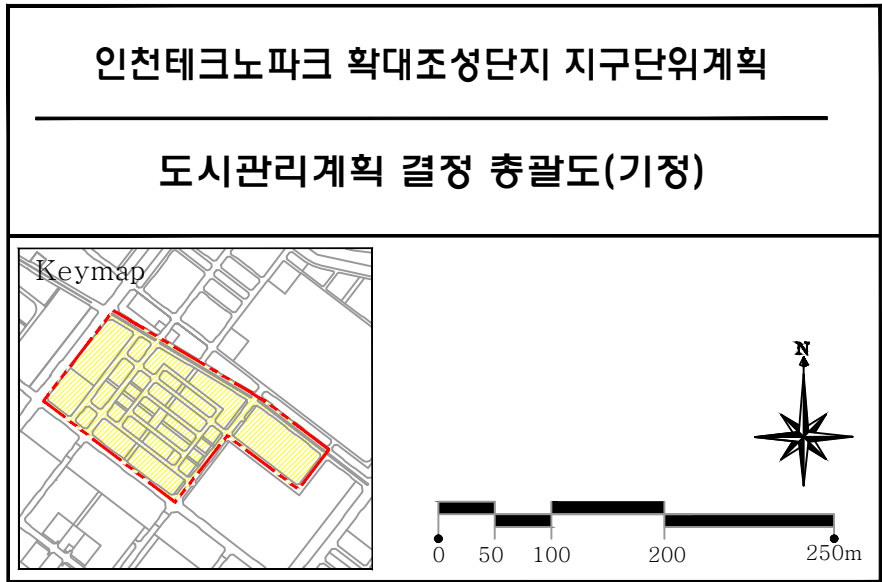 인천테크노파크 확대조성단지 지구단위계획
도시관리계획 결정 총괄도(기정)
Keymap
N
0 50 100 200 250m